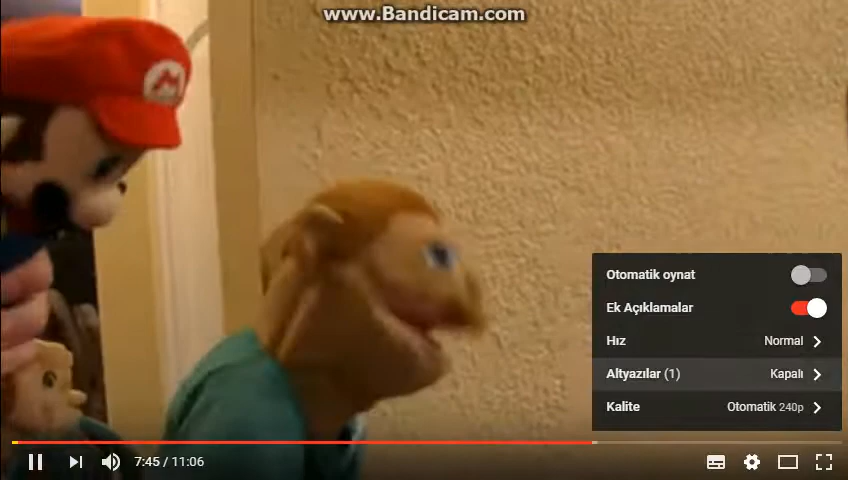 www.Bandicam.com
Otomatik oynat
Ek Açıklamalar
Hız Normal
Altyazılar (1) Kapalı
Kalite Otomatik 240p
7:45 / 11:06